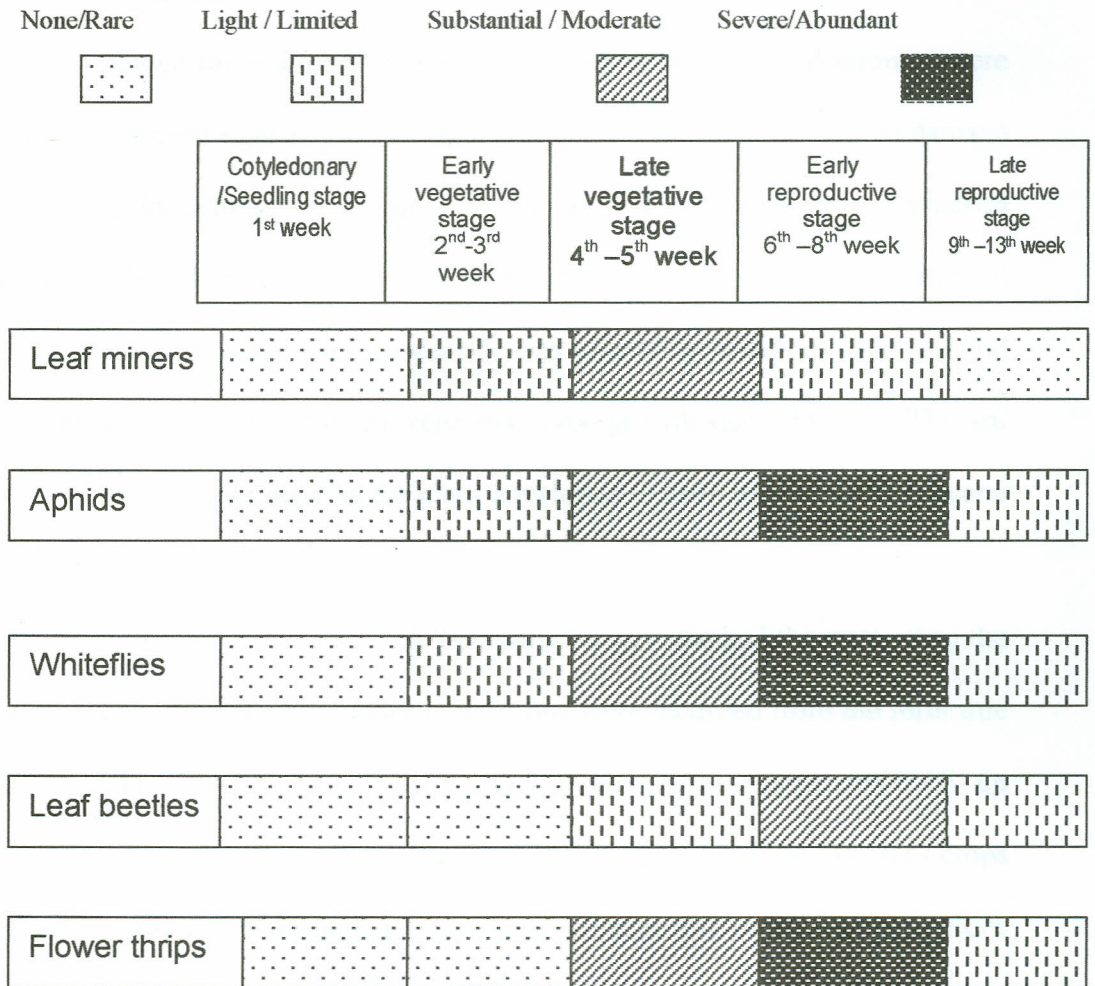 None/Rare Light / Limited Substantial / Moderate Severe/Abundant
Cotyledonary
/Seedling stage
1st week
Early
vegetative
stage
2nd-3rd
week
Late
vegetative
stage
4th –5th week
Early
reproductive
stage
6th –8th week
Late
reproductive
stage
9th –13th week
Leaf miners
Aphids
Whiteflies
Leaf beetles
Flower thrips